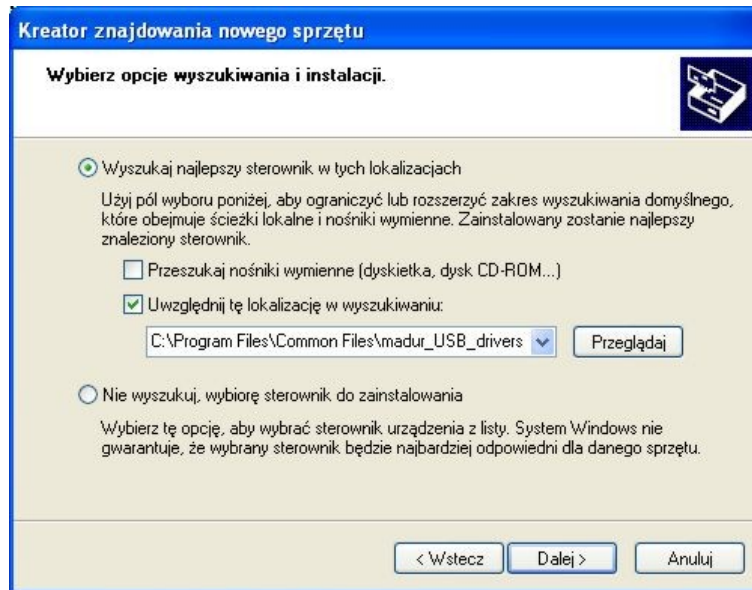 Kreator znajdowania nowego sprzętu
Wybierz opcje wyszukiwania i instalacji.
Wyszukaj najlepszy sterownik w tych lokalizacjach
Użyj pól wyboru poniżej, aby ograniczyć lub rozszerzyć zakres wyszukiwania domyślnego,
które obejmuje ścieżki lokalne i nośniki wymienne. Zainstalowany zostanie najlepszy
znaleziony sterownik.
Przeszukaj nośniki wymienne (dyskietka, dysk CD-ROM...)
Uwzględnij tę lokalizację w wyszukiwaniu:
C:\Program Files\Common Files\madur_USB_drivers Przeglądaj
Nie wyszukuj, wybiorę sterownik do zainstalowania
Wybierz tę opcję, aby wybrać sterownik urządzenia z listy. System Windows nie
gwarantuje, że wybrany sterownik będzie najbardziej odpowiedni dla danego sprzętu.
< Wstecz Dalej > Anuluj